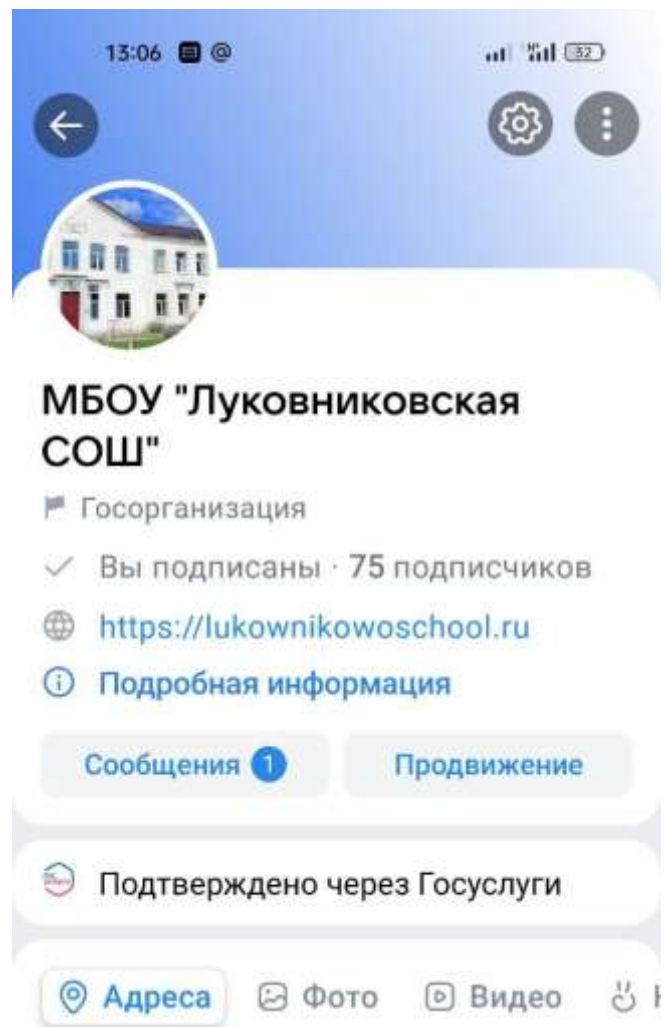 13:06 @ 32
МБОУ "Луковниковская
СОШ"
Госорганизация
Вы подписаны · 75 подписчиков
https://lukownikowoschool.ru
Подробная информация
Сообщения 1 Продвижение
Подтверждено через Госуслуги
Адреса Фото Видео